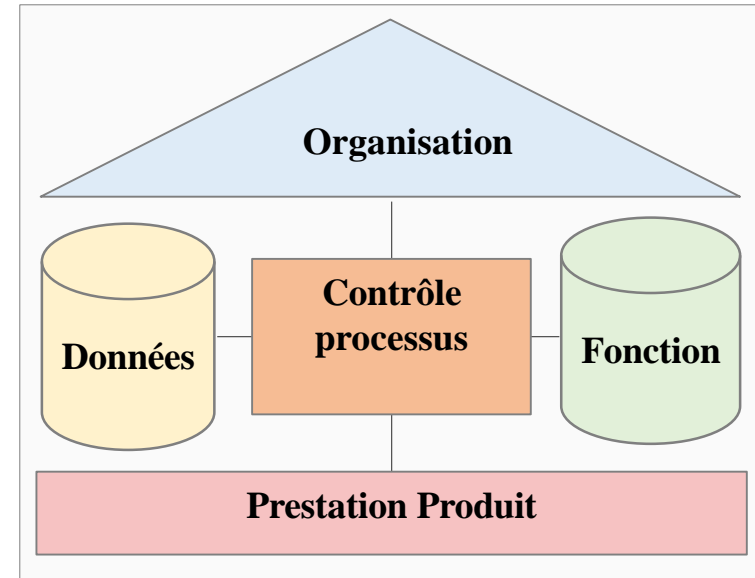 Organisation
Contrôle
processus
Données
Fonction
Prestation Produit